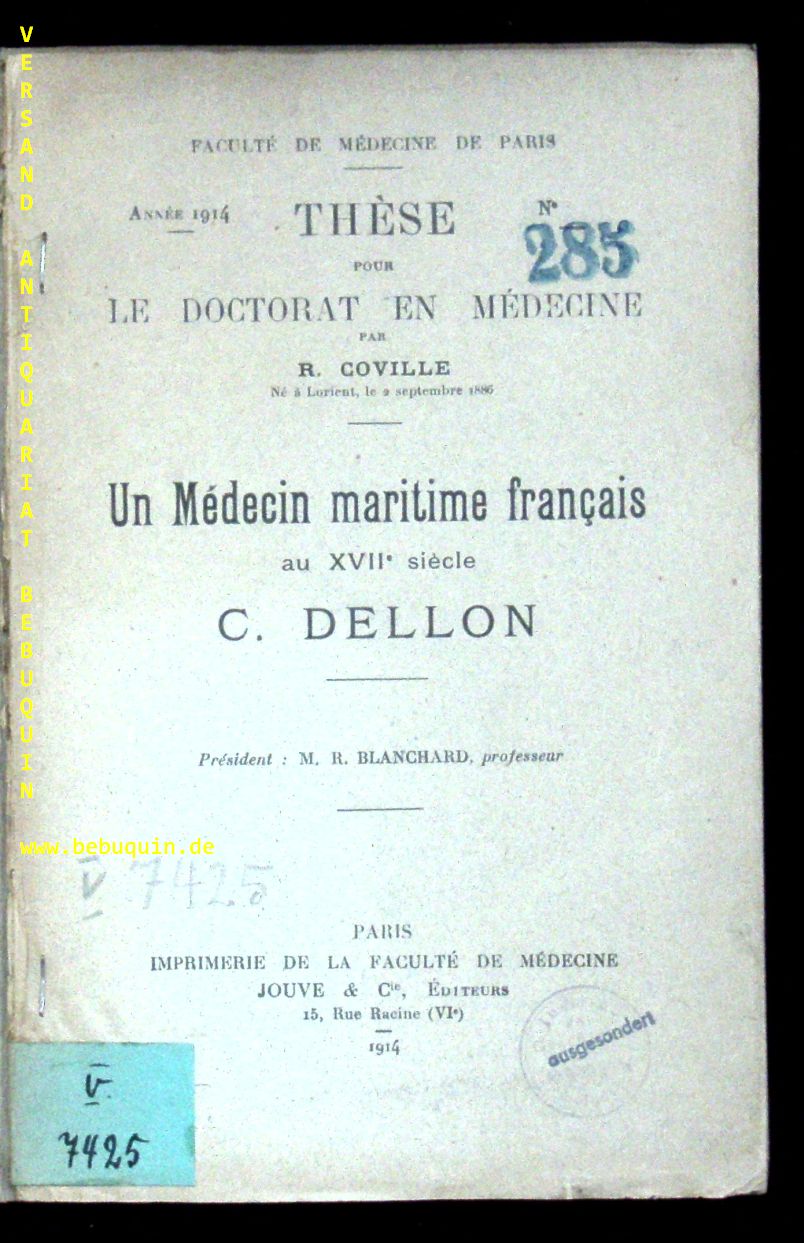 FACULTÉ DE MÉDECINE DE PARIS
ANNÉE 1914 THÈSE N°
285
POUR
LE DOCTORAT EN MÉDECINE
PAR
R. COVILLE
Né à Lorient, le 2 septembre 1886
Un Médecin maritime français
au XVIIe siècle
C. DELLON
Président : M. R. BLANCHARD, professeur
V 7425
PARIS
IMPRIMERIE DE LA FACULTÉ DE MÉDECINE
JOUVE & Cie, ÉDITEURS
15, Rue Racine (VIe)
1914
ausgesondert
V.
7425
VERSAND ANTIQUARIAT BEBUQUIN
www.bebuquin.de